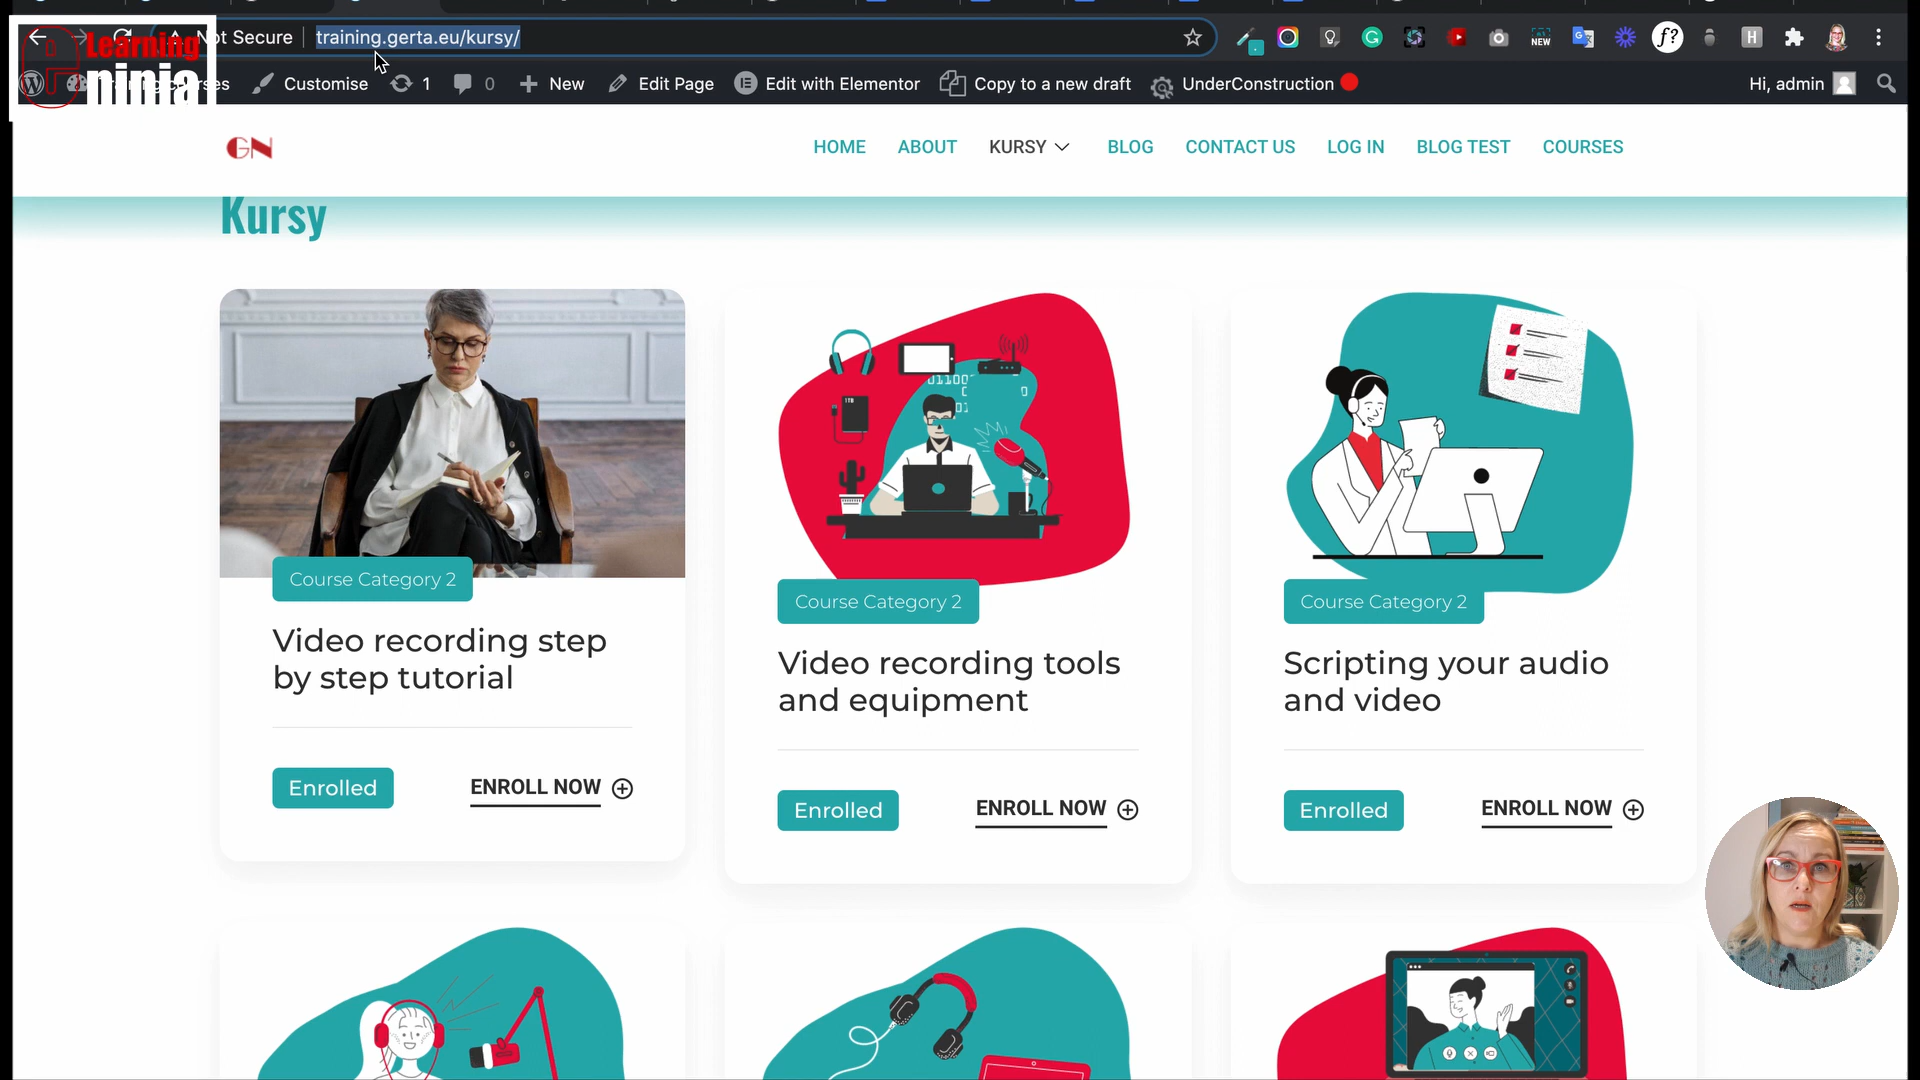 Learning
ninja
Not Secure
training.gerta.eu/kursy/
Customise
1
0
New
Edit Page
Edit with Elementor
Copy to a new draft
UnderConstruction
Hi, admin
GN
HOME
ABOUT
KURSY
BLOG
CONTACT US
LOG IN
BLOG TEST
COURSES
Kursy
Course Category 2
Video recording step
by step tutorial
Enrolled
ENROLL NOW
Course Category 2
Video recording tools
and equipment
Enrolled
ENROLL NOW
Course Category 2
Scripting your audio
and video
Enrolled
ENROLL NOW